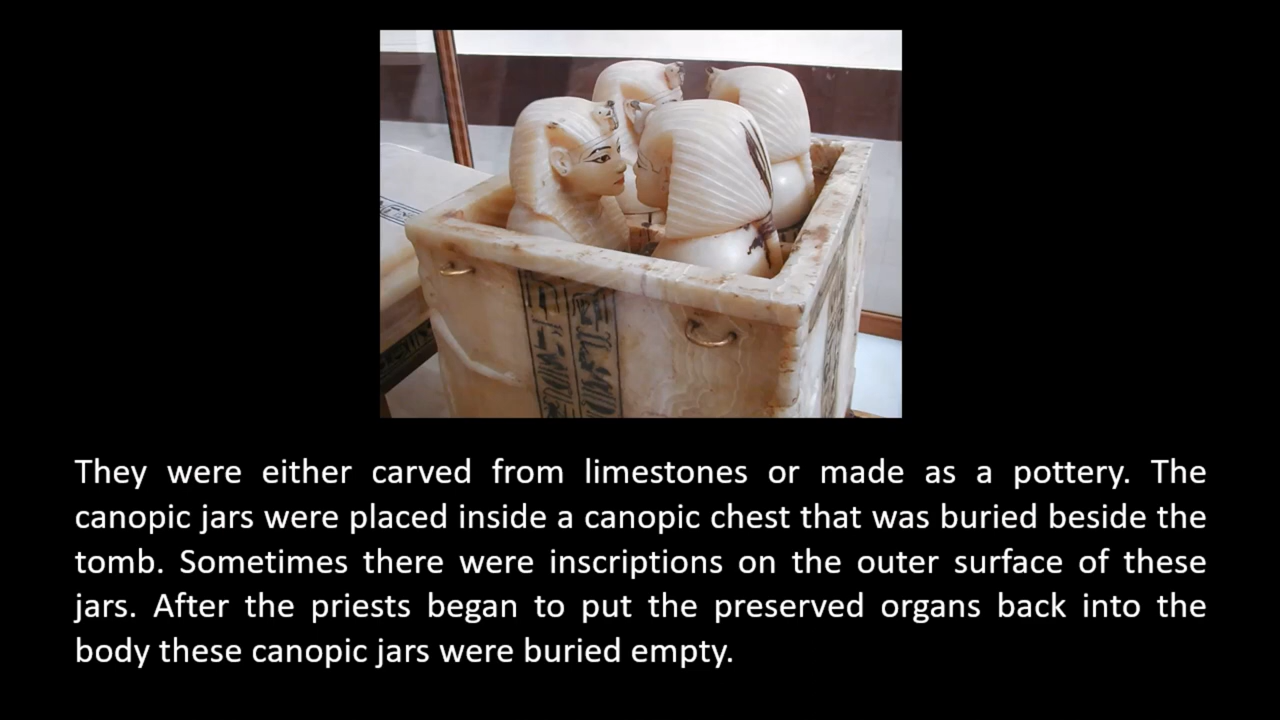 They were either carved from limestones or made as a pottery. The
canopic jars were placed inside a canopic chest that was buried beside the
tomb. Sometimes there were inscriptions on the outer surface of these
jars. After the priests began to put the preserved organs back into the
body these canopic jars were buried empty.